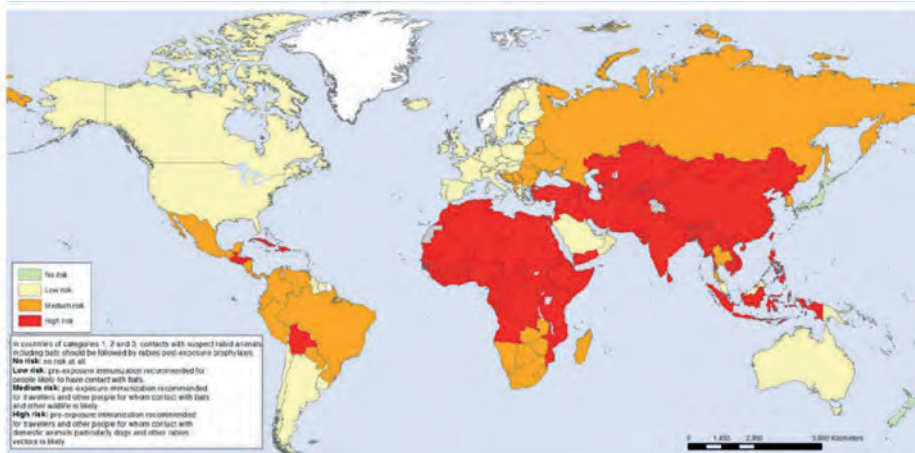 No risk
Low risk
Medium risk
High risk
In countries of categories 1, 2 and 3, contacts with suspect rabid animals
including bats should be followed by rabies post-exposure prophylaxis.
No risk: no risk at all.
Low risk: pre-exposure immunization recommended for
people likely to have contact with bats.
Medium risk: pre-exposure immunization recommended
for travellers and other people for whom contact with bats
and other wildlife is likely.
High risk: pre-exposure immunization recommended
for travellers and other people for whom contact with
domestic animals particularly dogs and other rabies
vectors is likely
0 1,450 2,900 Kilometers